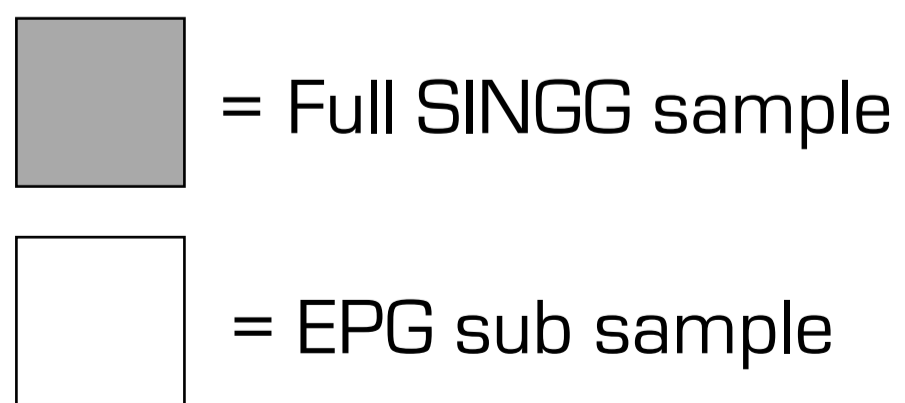 = Full SINGG sample
= EPG sub sample